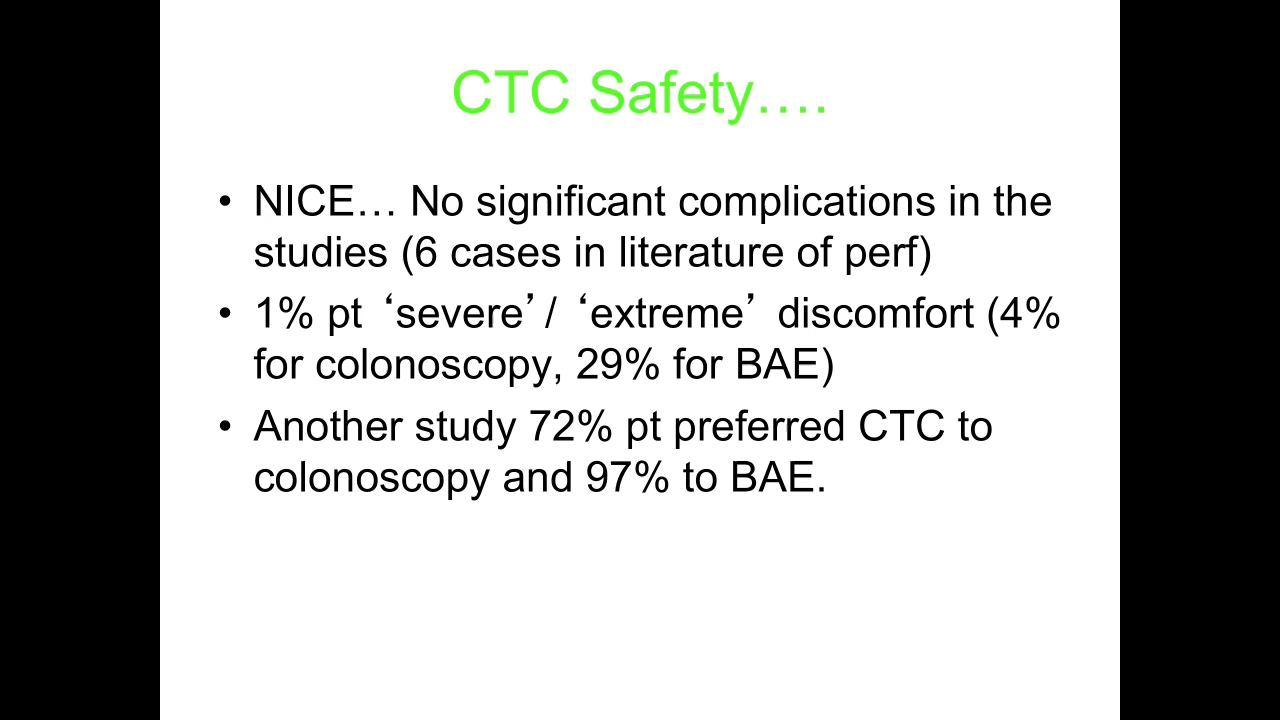 CTC Safety….
• NICE… No significant complications in the
studies (6 cases in literature of perf)
• 1% pt ‘severe’/ ‘extreme’ discomfort (4%
for colonoscopy, 29% for BAE)
• Another study 72% pt preferred CTC to
colonoscopy and 97% to BAE.